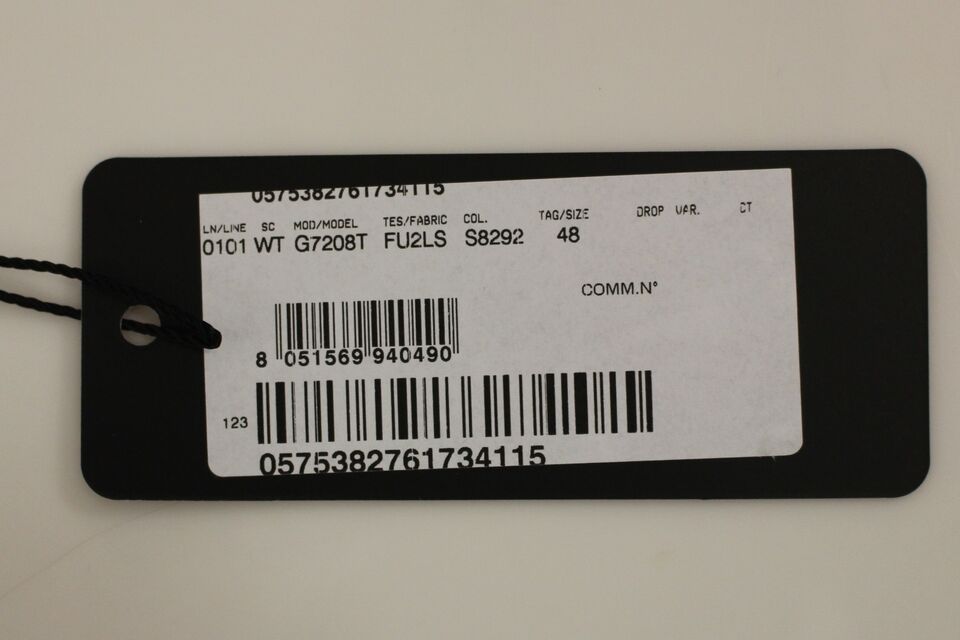 0575382761734115
LN/LINE SC MOD/MODEL TES/FABRIC COL. TAG/SIZE DROP VAR. CT
0101 WT G7208T FU2LS S8292 48
COMM.N°
8 051569 940490
123
0575382761734115